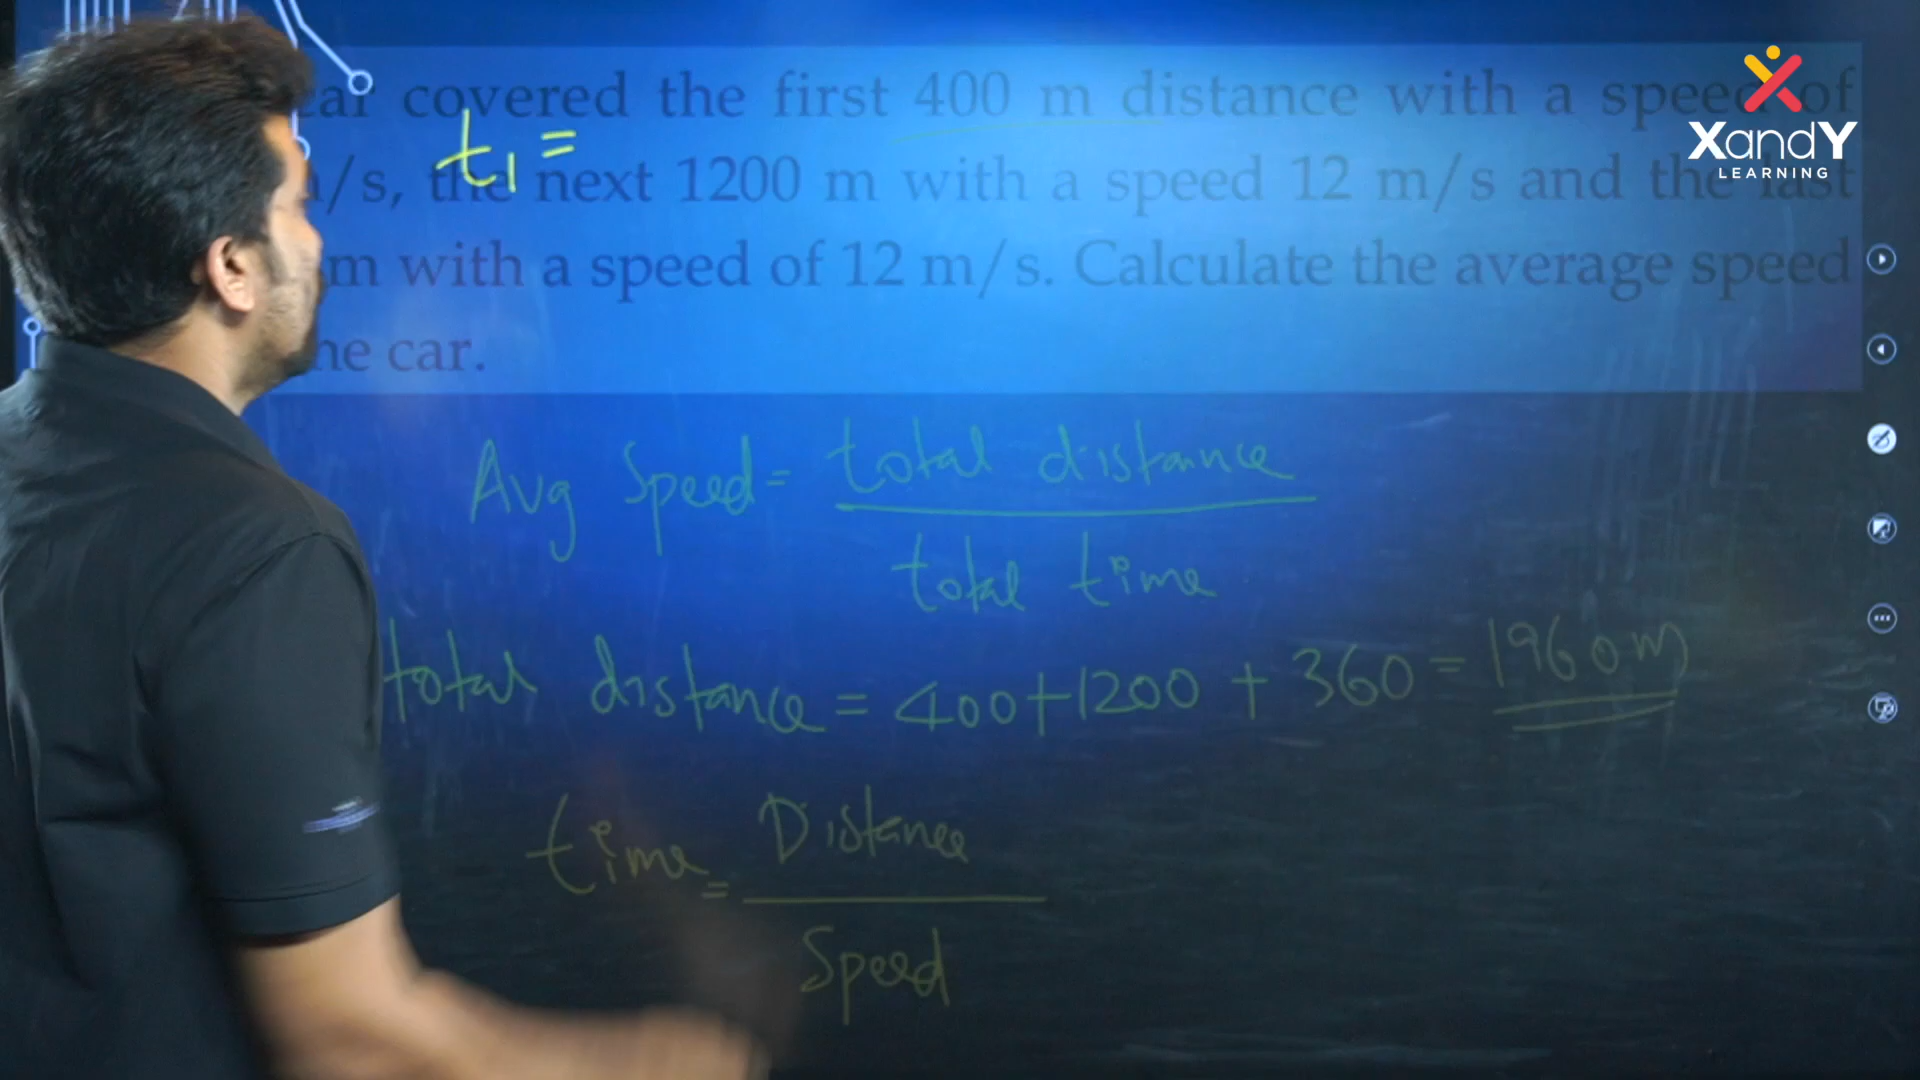 car covered the first 400 m distance with a speed of
m/s, the next 1200 m with a speed 12 m/s and the last
m with a speed of 12 m/s. Calculate the average speed
he car.
t₁ =
Avg Speed = total distance
total time
total distance = 400+1200 + 360 = 1960 m
time = Distance
Speed
XandY
LEARNING